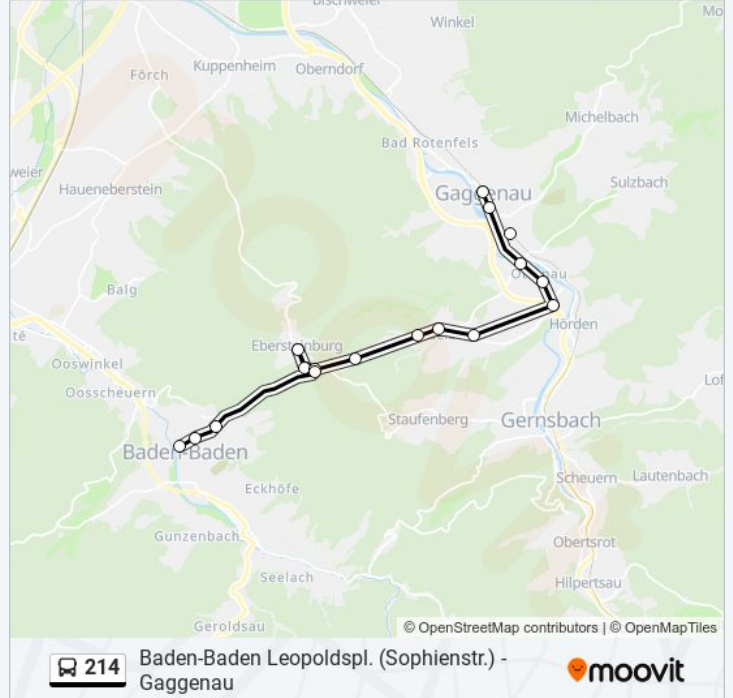 Bischweier
Winkel
Mo
Kuppenheim
Oberndorf
Förch
Michelbach
Bad Rotenfels
weier
Haueneberstein
Gaggenau
Sulzbach
Balg
té
Hörden
Ebersteinburg
Ooswinkel
Oosscheuern
Lof
Staufenberg
Gernsbach
Baden-Baden
Scheuern
Lautenbach
Eckhöfe
Gunzenbach
Obertsrot
Seelach
Hilpertsau
Geroldsau
© OpenStreetMap contributors | © OpenMapTiles
214
Baden-Baden Leopoldspl. (Sophienstr.) -
Gaggenau
moovit